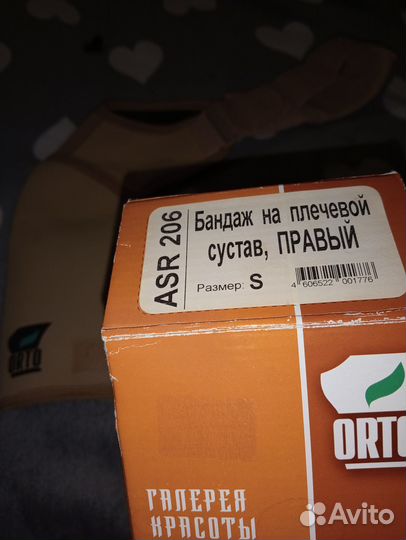 ASR 206
Бандаж на плечевой
сустав, ПРАВЫЙ
Размер: S
4 606522 001776
ORTO
ORTO
ГАЛЕРЕЯ
КРАСОТЫ
Avito